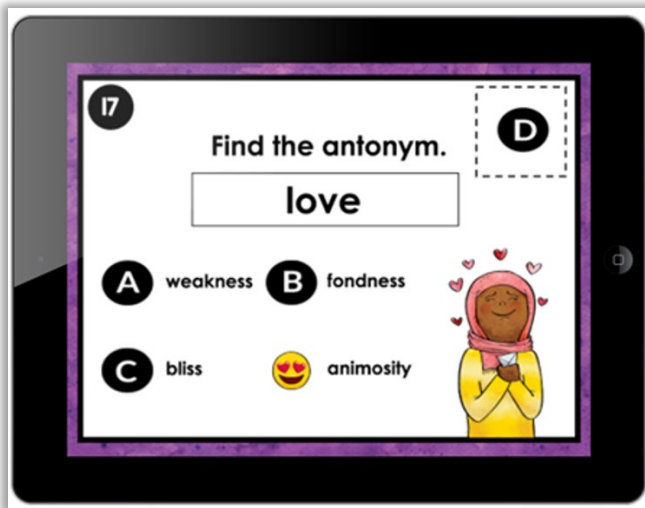 17
D
Find the antonym.
love
A weakness B fondness
C bliss animosity